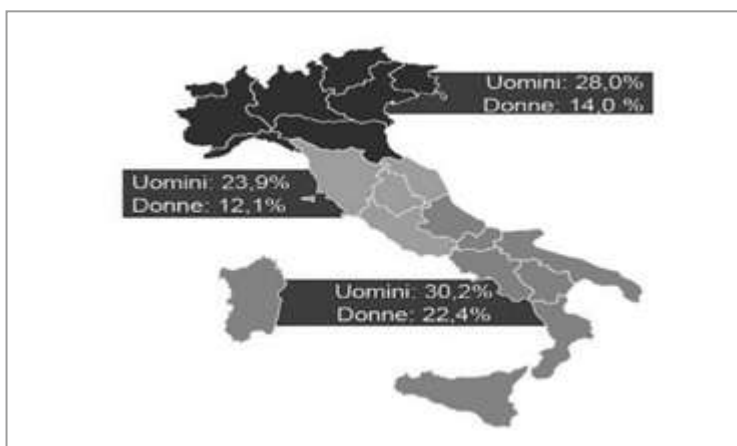 Uomini: 28,0%
Donne: 14,0 %
Uomini: 23,9%
Donne: 12,1%
Uomini: 30,2%
Donne: 22,4%